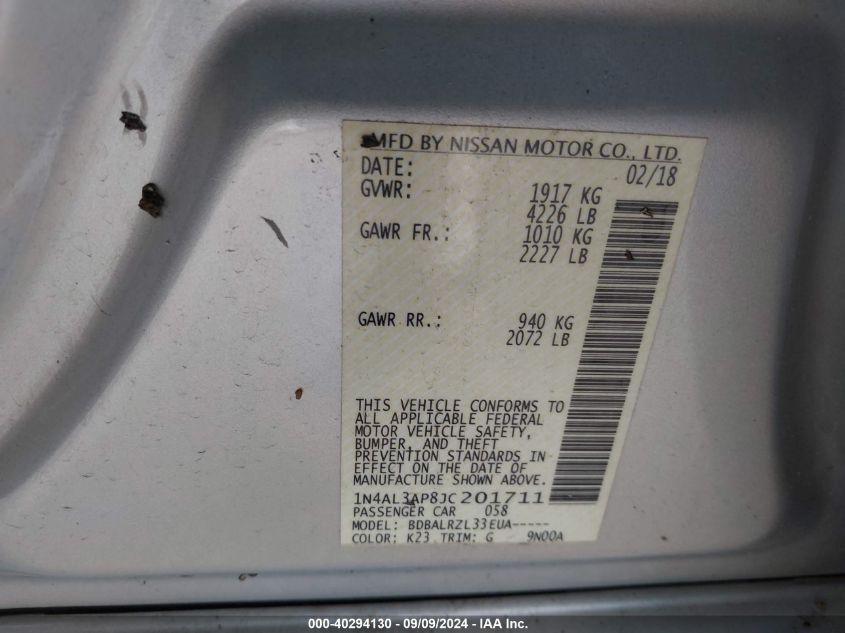 MFD BY NISSAN MOTOR CO., LTD.
DATE: 02/18
GVWR: 1917 KG
4226 LB
GAWR FR.: 1010 KG
2227 LB
GAWR RR.: 940 KG
2072 LB
THIS VEHICLE CONFORMS TO
ALL APPLICABLE FEDERAL
MOTOR VEHICLE SAFETY,
BUMPER, AND THEFT
PREVENTION STANDARDS IN
EFFECT ON THE DATE OF
MANUFACTURE SHOWN ABOVE.
1N4AL3AP8JC201711
PASSENGER CAR 058
MODEL: BDBALRZL33EUA-----
COLOR: K23 TRIM: G 9N00A
000-40294130 - 09/09/2024 - www.iaai.com